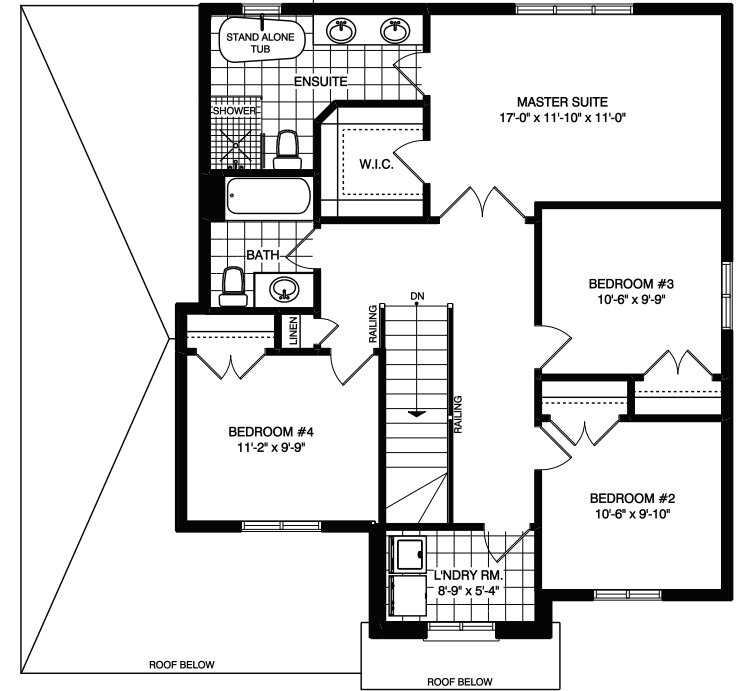 STAND ALONE
TUB
ENSUITE
SHOWER
MASTER SUITE
17'-0" x 11'-10" x 11'-0"
W.I.C.
BATH
BEDROOM #3
10'-6" x 9'-9"
DN
LINEN
RAILING
RAILING
BEDROOM #4
11'-2" x 9'-9"
BEDROOM #2
10'-6" x 9'-10"
L'NDRY RM.
8'-9" x 5'-4"
ROOF BELOW
ROOF BELOW